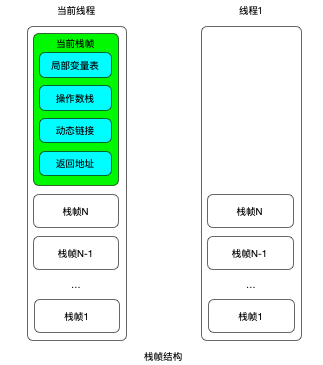 当前线程
线程1
当前栈帧
局部变量表
操作数栈
动态链接
返回地址
栈帧N
栈帧N-1
...
栈帧1
栈帧N
栈帧N-1
...
栈帧1
栈帧结构